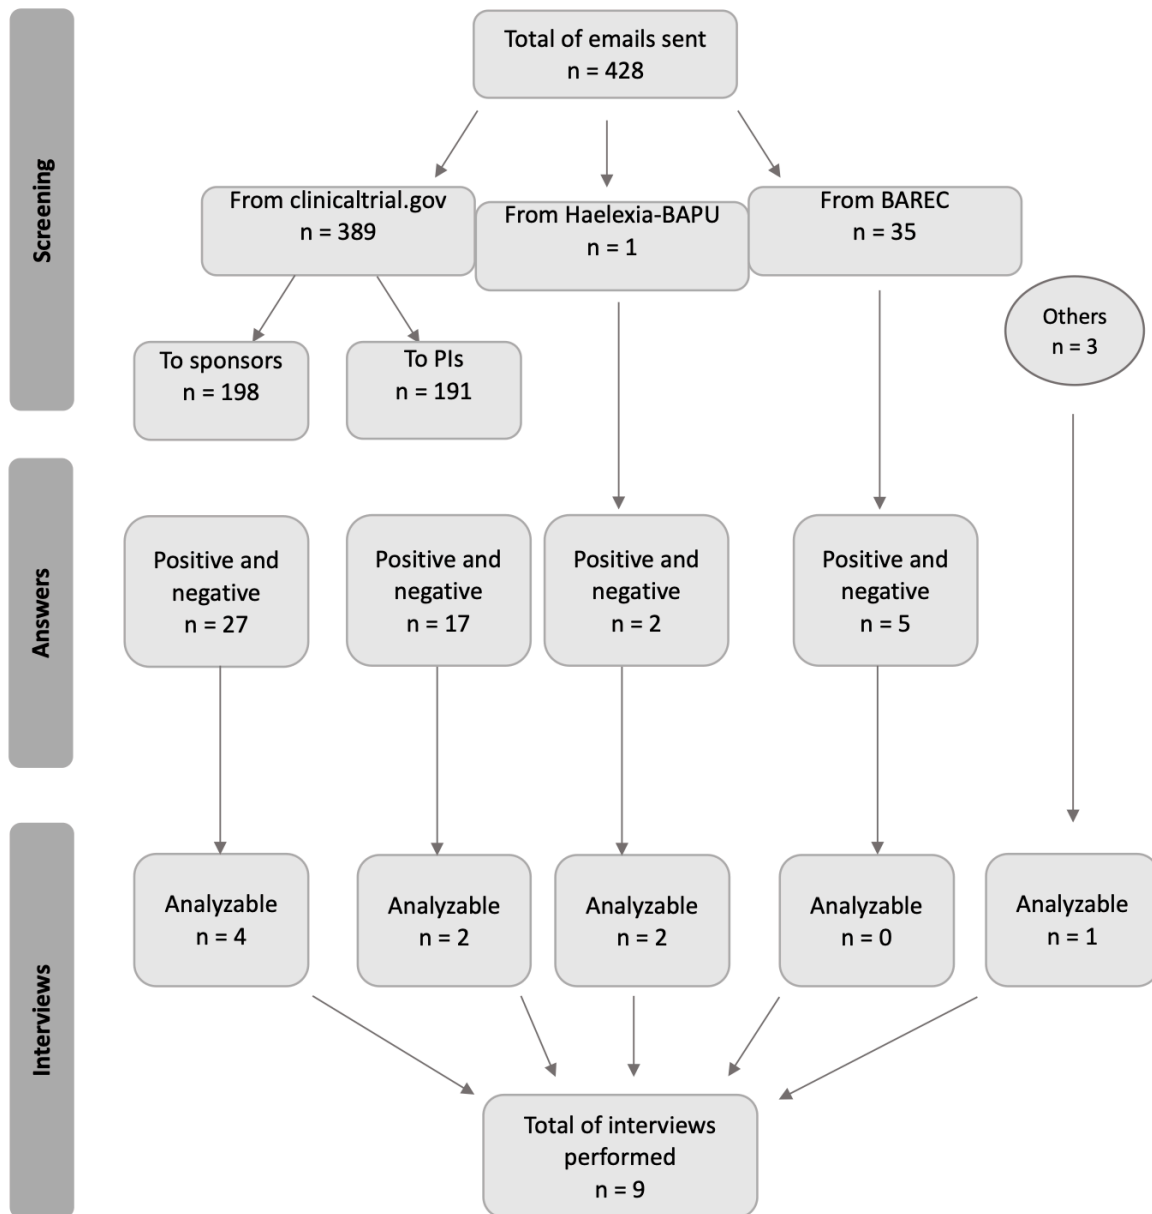 Screening
Total of emails sent
n = 428
From clinicaltrial.gov
n = 389
From Haelexia-BAPU
n = 1
From BAREC
n = 35
Others
n = 3
To sponsors
n = 198
To PIs
n = 191
Answers
Positive and
negative
n = 27
Positive and
negative
n = 17
Positive and
negative
n = 2
Positive and
negative
n = 5
Interviews
Analyzable
n = 4
Analyzable
n = 2
Analyzable
n = 2
Analyzable
n = 0
Analyzable
n = 1
Total of interviews
performed
n = 9